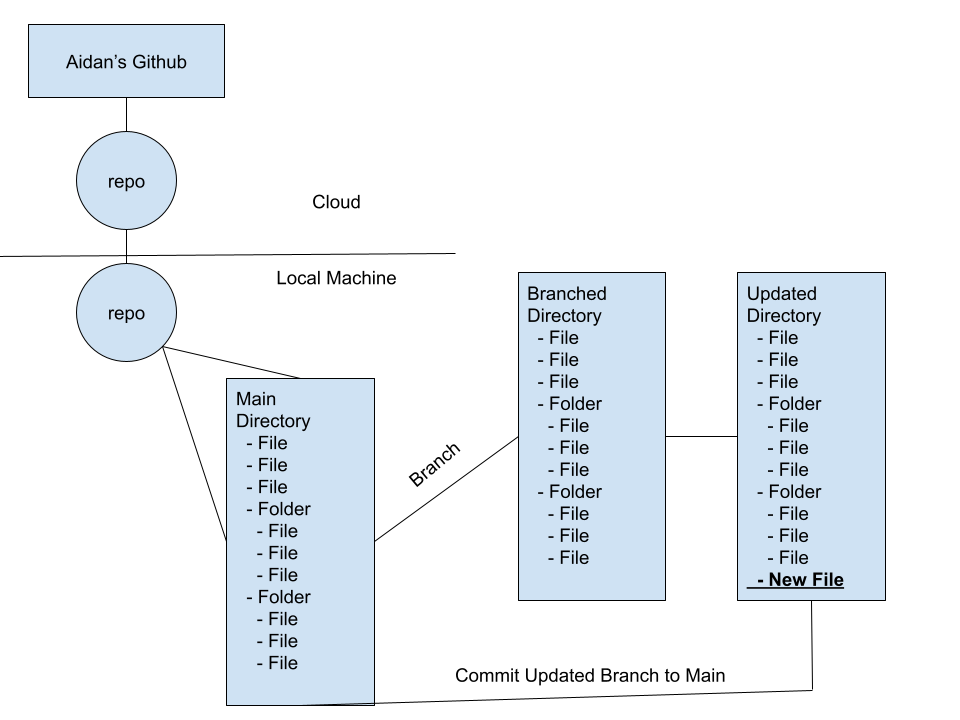 Aidan's Github
repo
Cloud
Local Machine
repo
Main
Directory
- File
- File
- File
- Folder
- File
- File
- File
- Folder
- File
- File
- File
Branch
Branched
Directory
- File
- File
- File
- Folder
- File
- File
- File
- Folder
- File
- File
- File
Updated
Directory
- File
- File
- File
- Folder
- File
- File
- File
- Folder
- File
- File
- File
- New File
Commit Updated Branch to Main